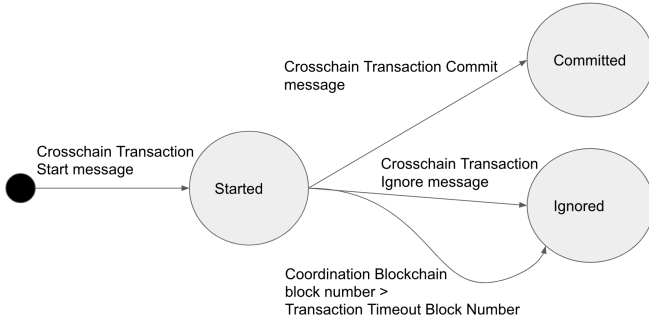 Crosschain Transaction Commit
message
Committed
Crosschain Transaction
Start message
Started
Crosschain Transaction
Ignore message
Ignored
Coordination Blockchain
block number >
Transaction Timeout Block Number